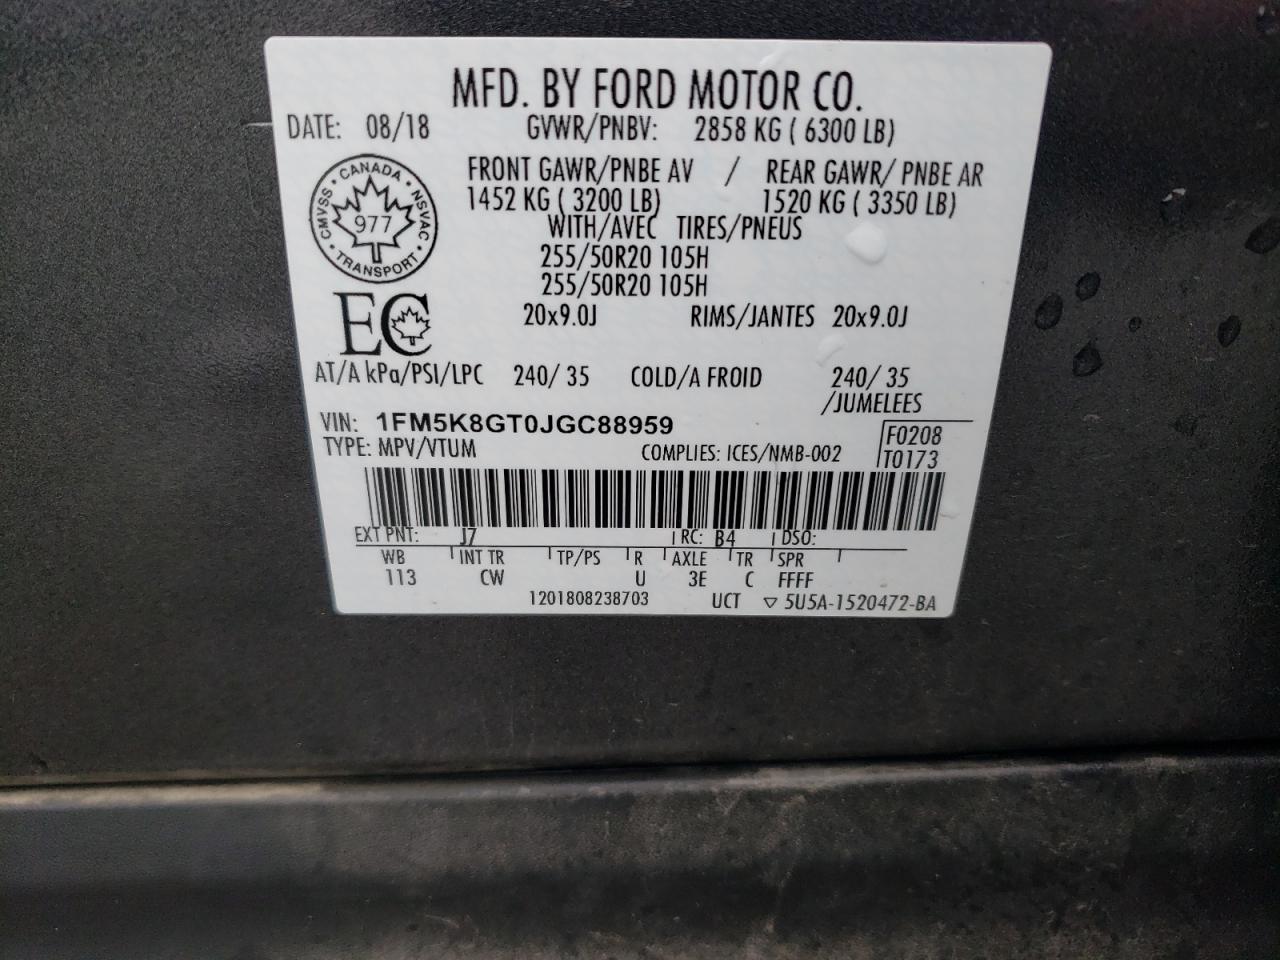 MFD. BY FORD MOTOR CO.
DATE: 08/18 GVWR/PNBV: 2858 KG ( 6300 LB)
FRONT GAWR/PNBE AV / REAR GAWR/ PNBE AR
1452 KG ( 3200 LB) 1520 KG ( 3350 LB)
WITH/AVEC TIRES/PNEUS
255/50R20 105H
255/50R20 105H
CANADA
CMVSS 977 NSVAC
TRANSPORT
EC
20x9.0J RIMS/JANTES 20x9.0J
AT/A kPa/PSI/LPC 240/ 35 COLD/A FROID 240/ 35
/JUMELEES
VIN: 1FM5K8GT0JGC88959
F0208
TYPE: MPV/VTUM COMPLIES: ICES/NMB-002 T0173
EXT PNT: J7 RC: B4 DSO:
WB INT TR TP/PS R AXLE TR SPR
113 CW U 3E C FFFF
1201808238703 UCT ▽ 5U5A-1520472-BA